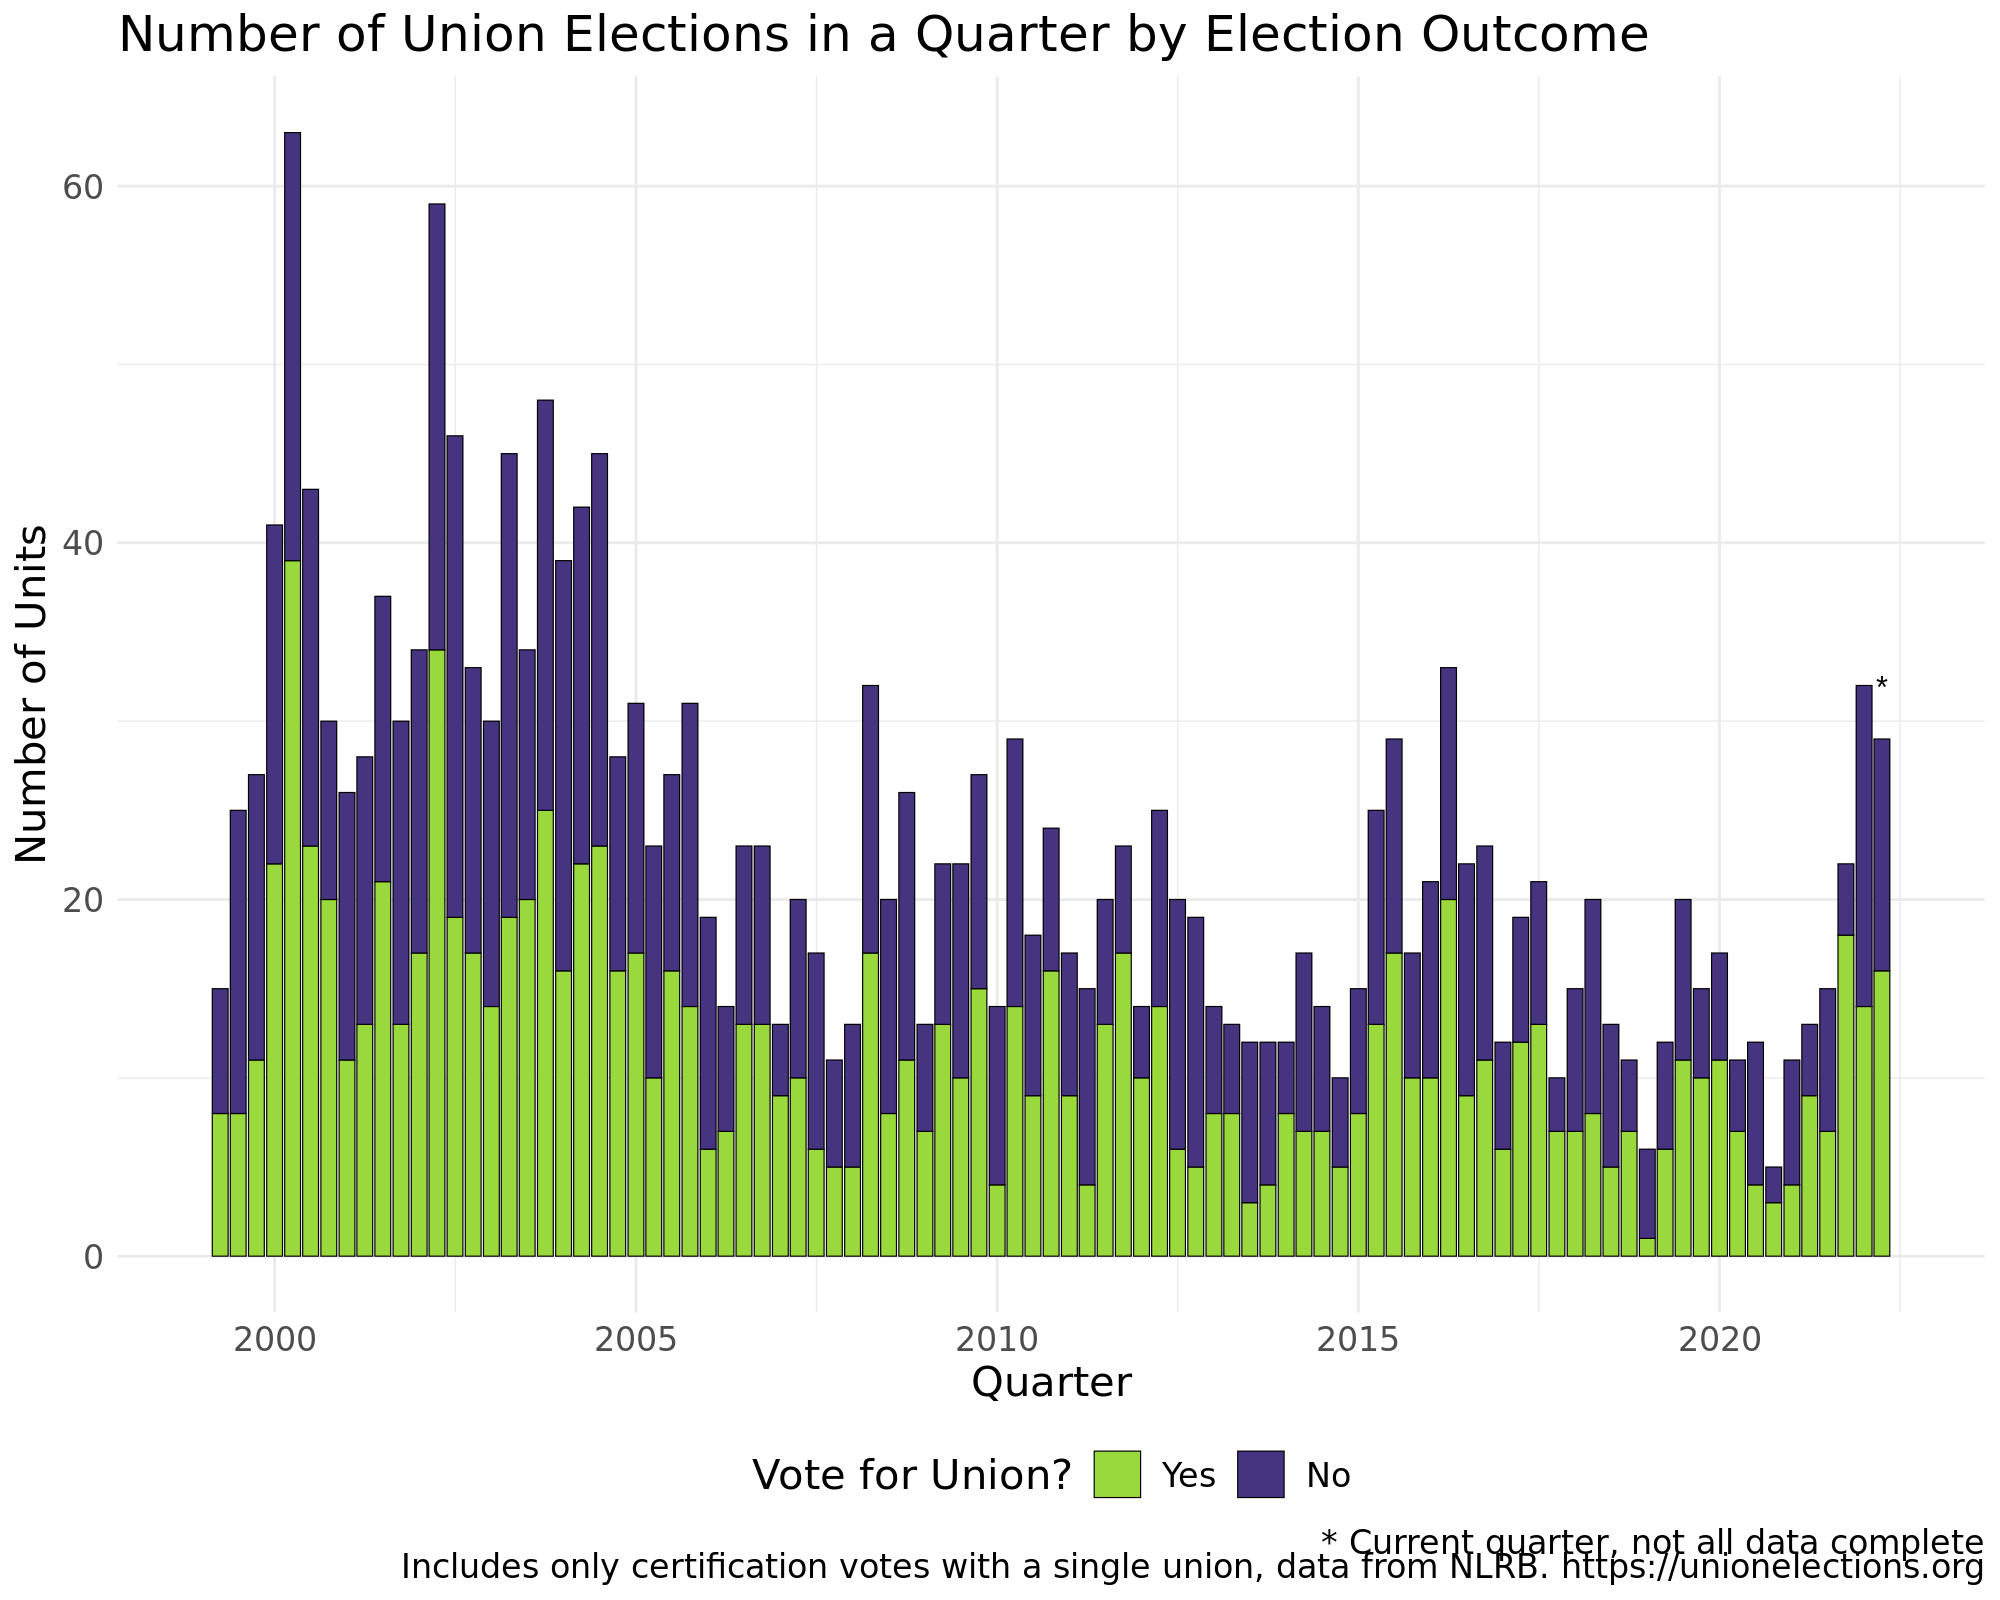 Number of Union Elections in a Quarter by Election Outcome
Number of Units
60
40
20
0
*
2000 2005 2010 2015 2020
Quarter
Vote for Union? Yes No
* Current quarter, not all data complete
Includes only certification votes with a single union, data from NLRB. https://unionelections.org